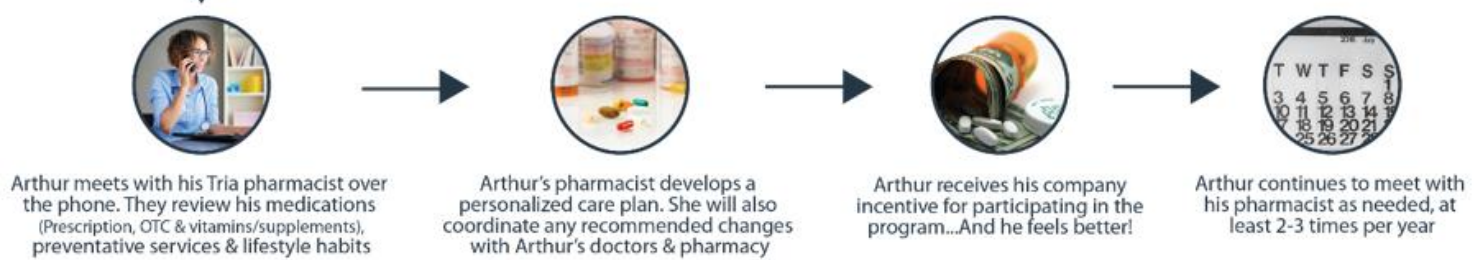 Arthur meets with his Tria pharmacist over
the phone. They review his medications
(Prescription, OTC & vitamins/supplements),
preventative services & lifestyle habits
Arthur's pharmacist develops a
personalized care plan. She will also
coordinate any recommended changes
with Arthur's doctors & pharmacy
Arthur receives his company
incentive for participating in the
program...And he feels better!
T W T F S S
1
3 4 5 6 7 8
10 11 12 13 14
18 19 20 21
25 26 27
Arthur continues to meet with
his pharmacist as needed, at
least 2-3 times per year